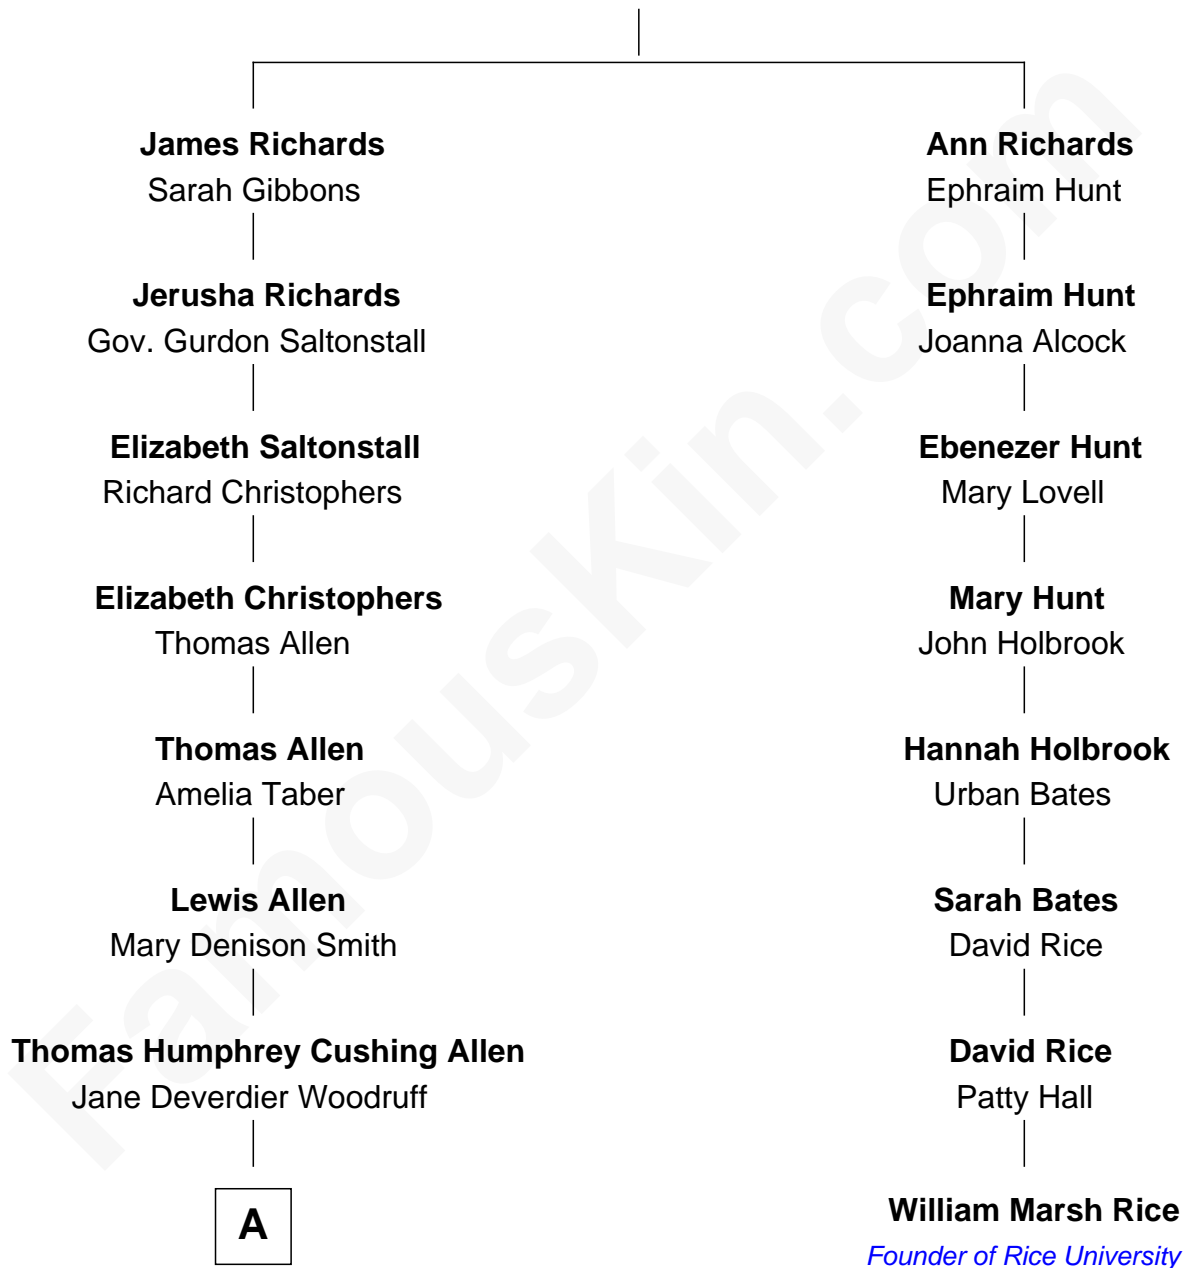 James Richards
Sarah Gibbons
Jerusha Richards
Gov. Gurdon Saltonstall
Elizabeth Saltonstall
Richard Christophers
Elizabeth Christophers
Thomas Allen
Thomas Allen
Amelia Taber
Lewis Allen
Mary Denison Smith
Thomas Humphrey Cushing Allen
Jane Deverdier Woodruff
A
Ann Richards
Ephraim Hunt
Ephraim Hunt
Joanna Alcock
Ebenezer Hunt
Mary Lovell
Mary Hunt
John Holbrook
Hannah Holbrook
Urban Bates
Sarah Bates
David Rice
David Rice
Patty Hall
William Marsh Rice
Founder of Rice University
FamousKin.com